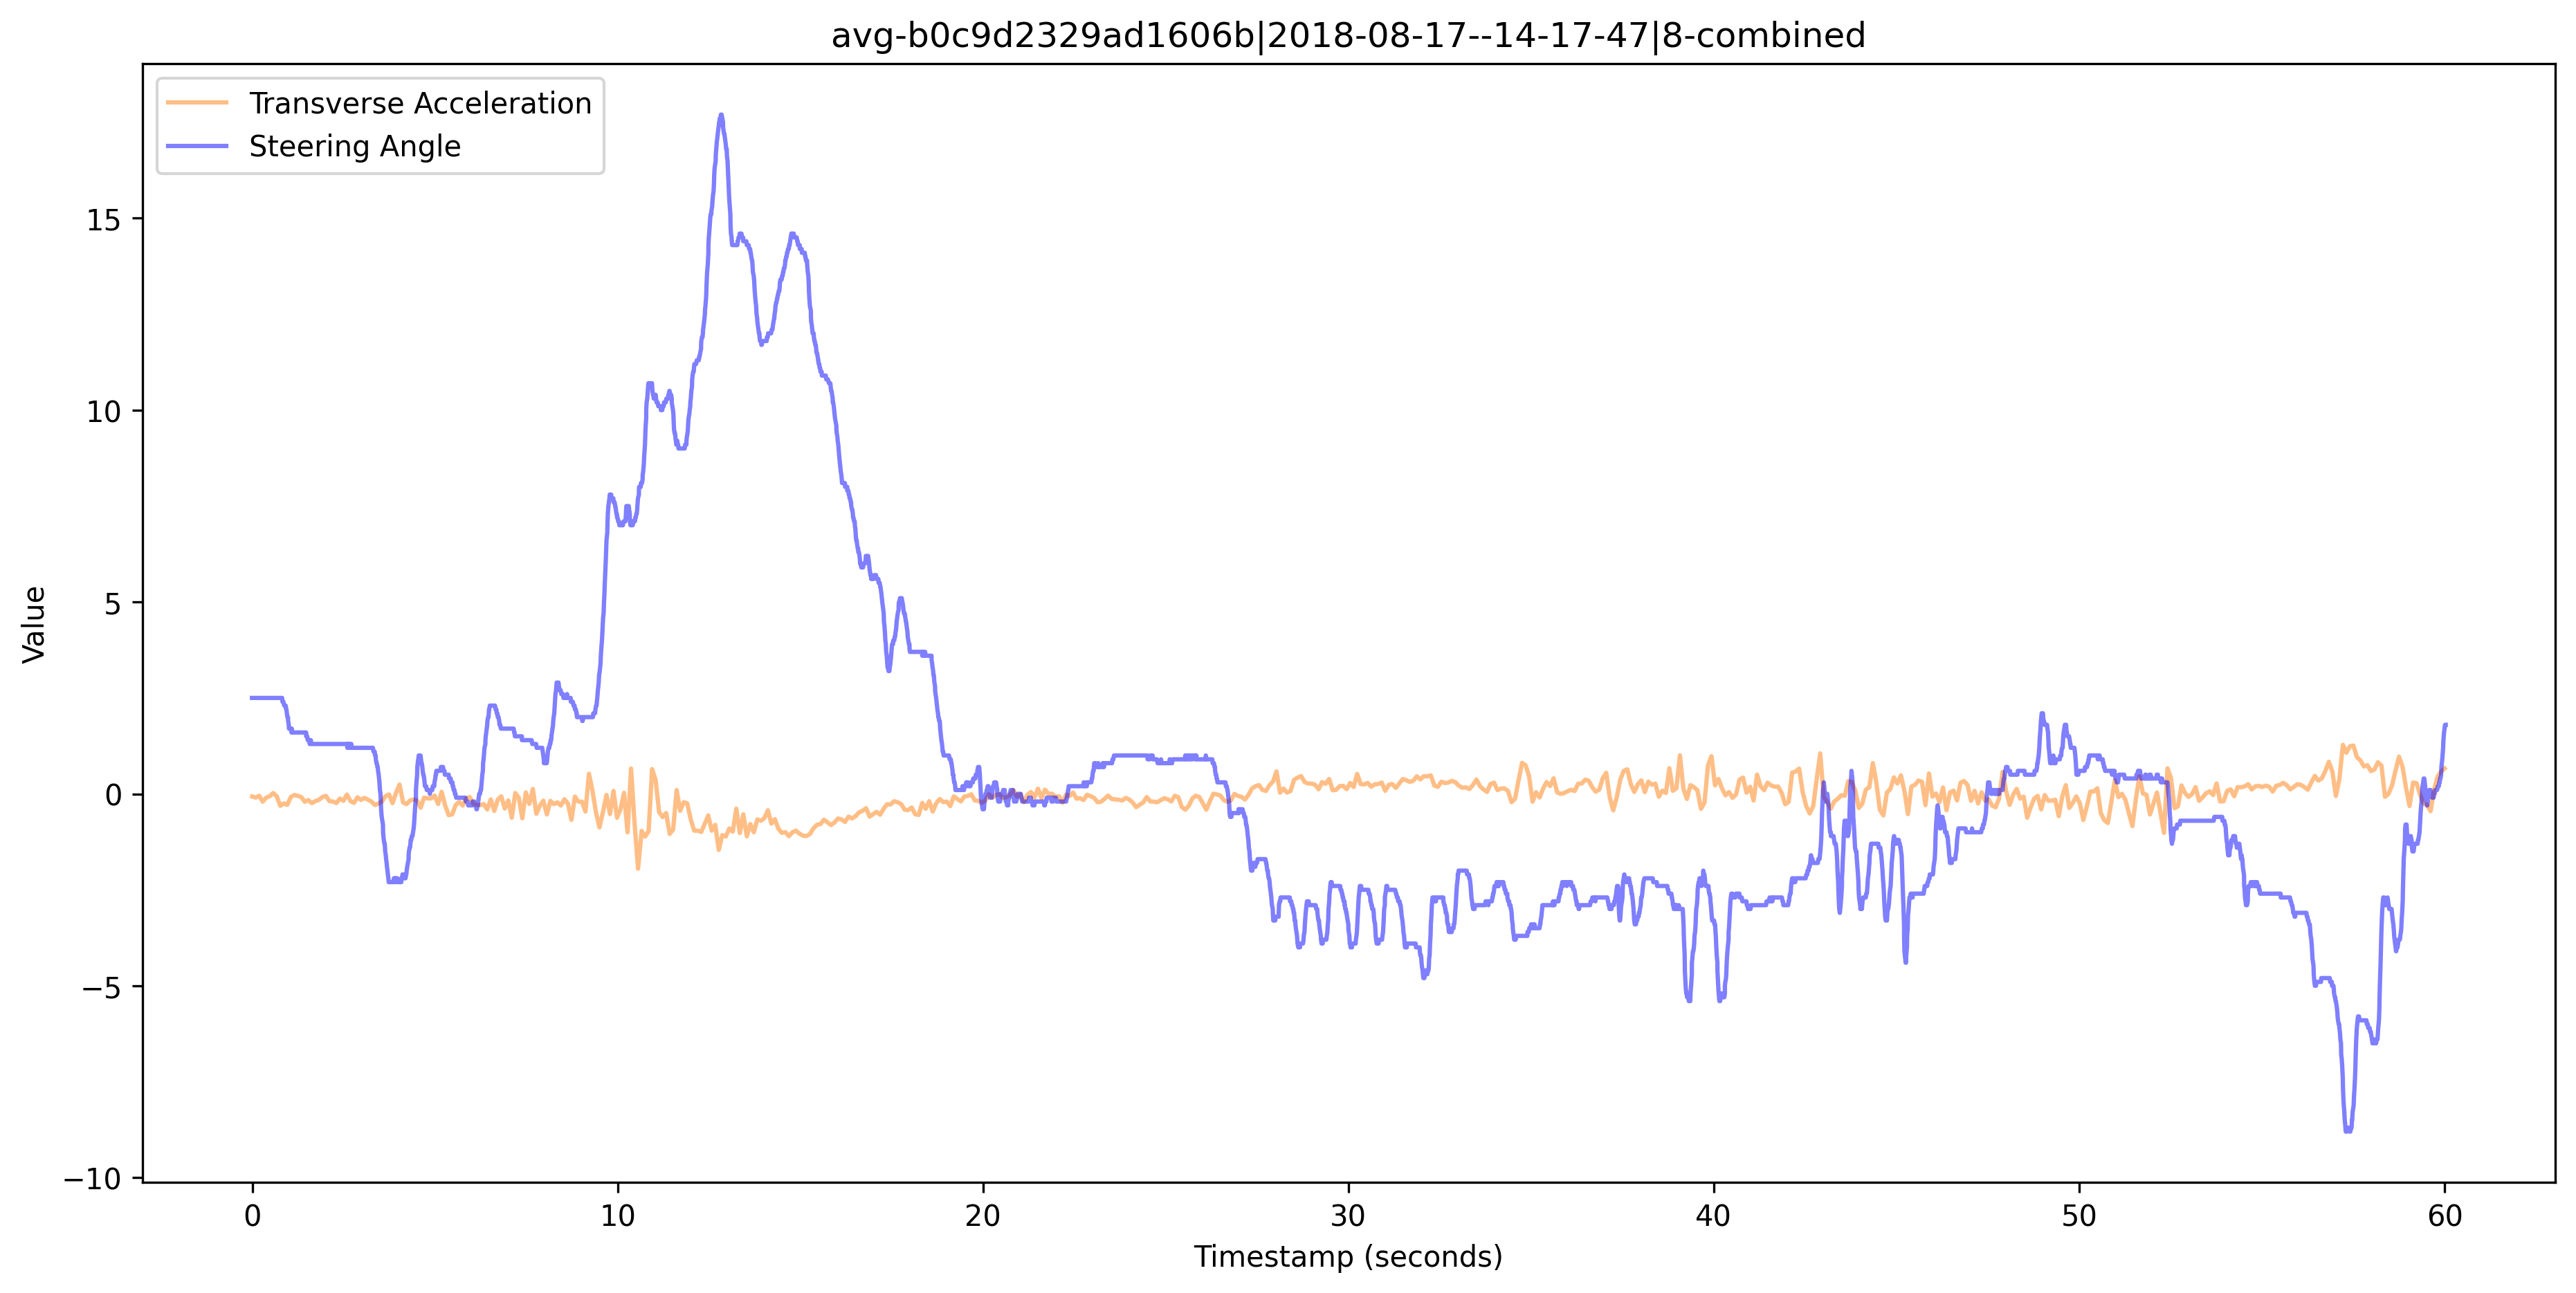 avg-b0c9d2329ad1606b|2018-08-17--14-17-47|8-combined
Transverse Acceleration
Steering Angle
Value
15
10
5
0
−5
−10
0 10 20 30 40 50 60
Timestamp (seconds)